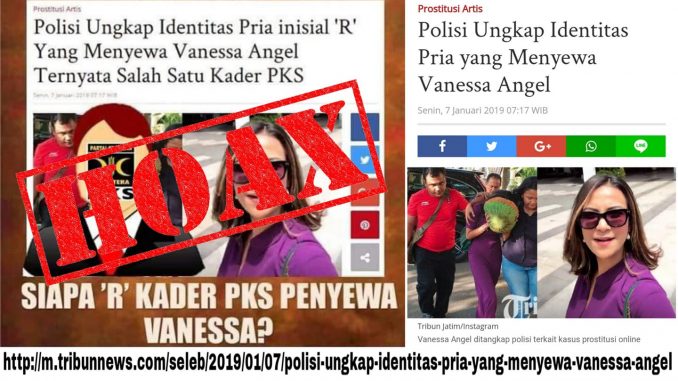 Prostitusi Artis
Polisi Ungkap Identitas Pria inisial 'R'
Yang Menyewa Vanessa Angel
Ternyata Salah Satu Kader PKS
Senin, 7 Januari 2019 07:17 WIB
HOAX
SIAPA 'R' KADER PKS PENYEWA
VANESSA?
Prostitusi Artis
Polisi Ungkap Identitas
Pria yang Menyewa
Vanessa Angel
Senin, 7 Januari 2019 07:17 WIB
Tribun Jatim/Instagram
Vanessa Angel ditangkap polisi terkait kasus prostitusi online
http://m.tribunnews.com/seleb/2019/01/07/polisi-ungkap-identitas-pria-yang-menyewa-vanessa-angel